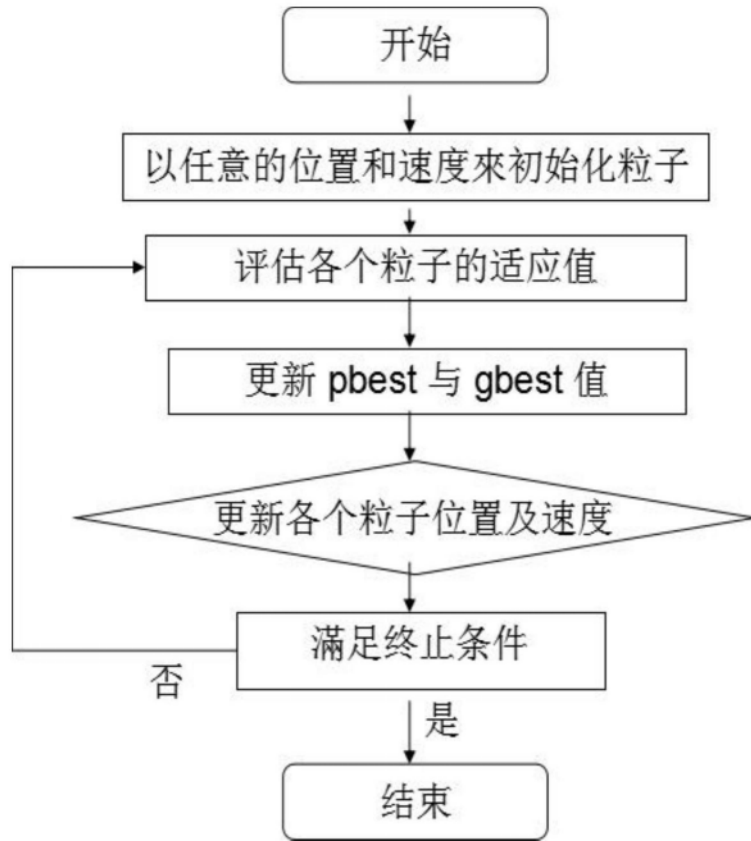 开始
以任意的位置和速度來初始化粒子
评估各个粒子的适应值
更新 pbest 与 gbest 值
更新各个粒子位置及速度
滿足终止条件
否
是
结束